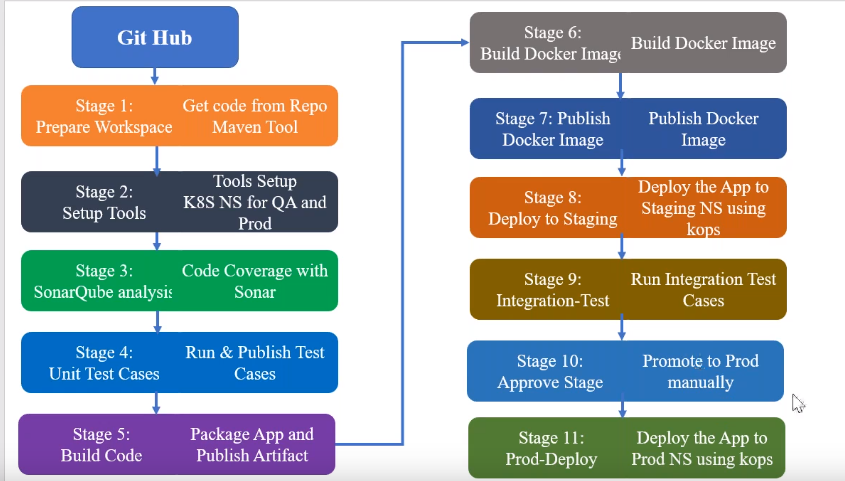 Git Hub
Stage 1:
Prepare Workspace
Get code from Repo
Maven Tool
Stage 2:
Setup Tools
Tools Setup
K8S NS for QA and
Prod
Stage 3:
SonarQube analysis
Code Coverage with
Sonar
Stage 4:
Unit Test Cases
Run & Publish Test
Cases
Stage 5:
Build Code
Package App and
Publish Artifact
Stage 6:
Build Docker Image
Build Docker Image
Stage 7: Publish
Docker Image
Publish Docker
Image
Stage 8:
Deploy to Staging
Deploy the App to
Staging NS using
kops
Stage 9:
Integration-Test
Run Integration Test
Cases
Stage 10:
Approve Stage
Promote to Prod
manually
Stage 11:
Prod-Deploy
Deploy the App to
Prod NS using kops